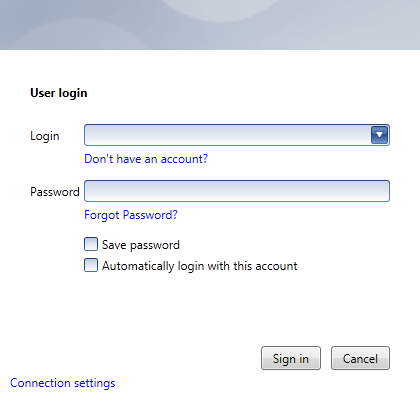 User login
Login
Don't have an account?
Password
Forgot Password?
Save password
Automatically login with this account
Sign in Cancel
Connection settings